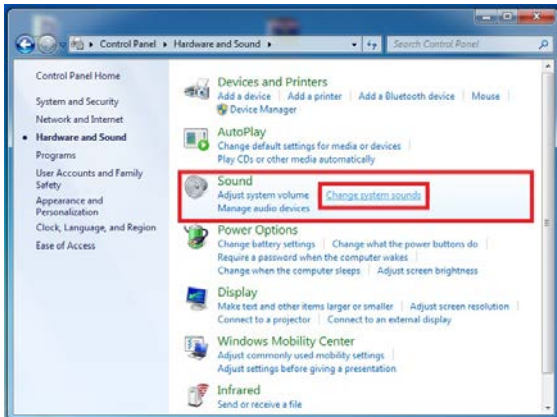 Control Panel ▸ Hardware and Sound ▸
Search Control Panel
Control Panel Home
System and Security
Network and Internet
Hardware and Sound
Programs
User Accounts and Family
Safety
Appearance and
Personalization
Clock, Language, and Region
Ease of Access
Devices and Printers
Add a device | Add a printer | Add a Bluetooth device | Mouse
Device Manager
AutoPlay
Change default settings for media or devices
Play CDs or other media automatically
Sound
Adjust system volume | Change system sounds
Manage audio devices
Power Options
Change battery settings | Change what the power buttons do
Require a password when the computer wakes
Change when the computer sleeps | Adjust screen brightness
Display
Make text and other items larger or smaller | Adjust screen resolution
Connect to a projector | Connect to an external display
Windows Mobility Center
Adjust commonly used mobility settings
Adjust settings before giving a presentation
Infrared
Send or receive a file